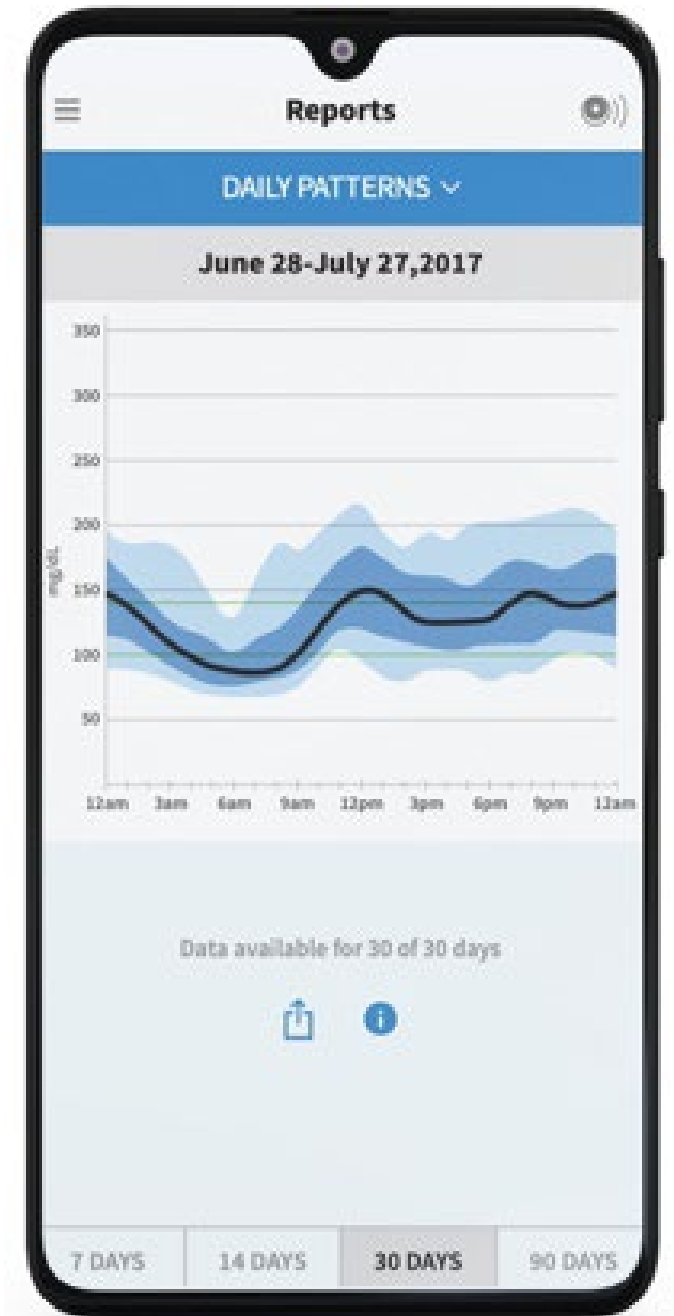 Reports
DAILY PATTERNS
June 28-July 27,2017
350
300
250
200
150
100
50
mg/dL
12am 3am 6am 9am 12pm 3pm 6pm 9pm 12am
Data available for 30 of 30 days
i
7 DAYS 14 DAYS 30 DAYS 90 DAYS